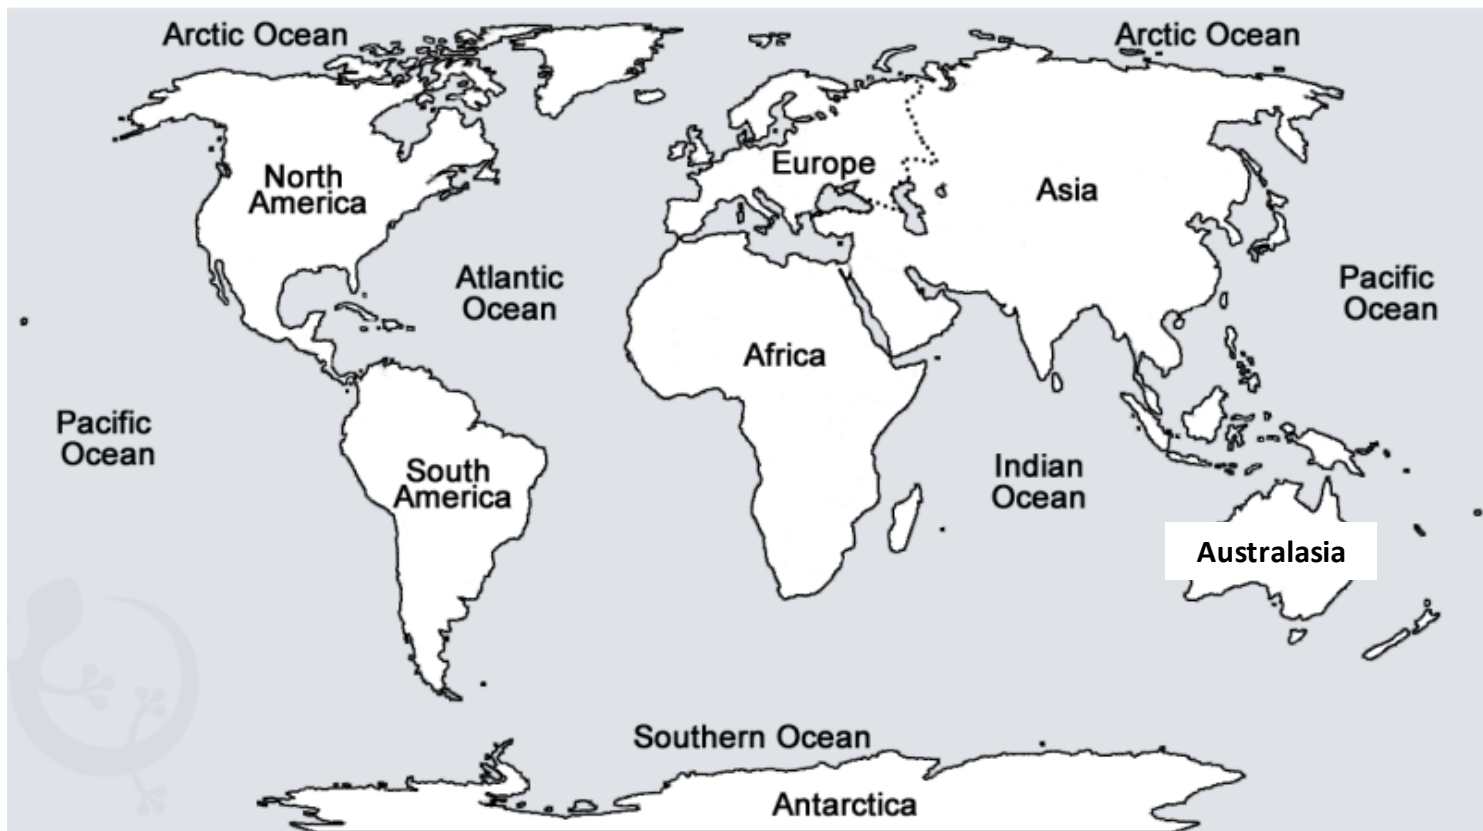 Arctic Ocean
Arctic Ocean
North
America
Europe
Asia
Atlantic
Ocean
Pacific
Ocean
Africa
Pacific
Ocean
South
America
Indian
Ocean
Australasia
Southern Ocean
Antarctica